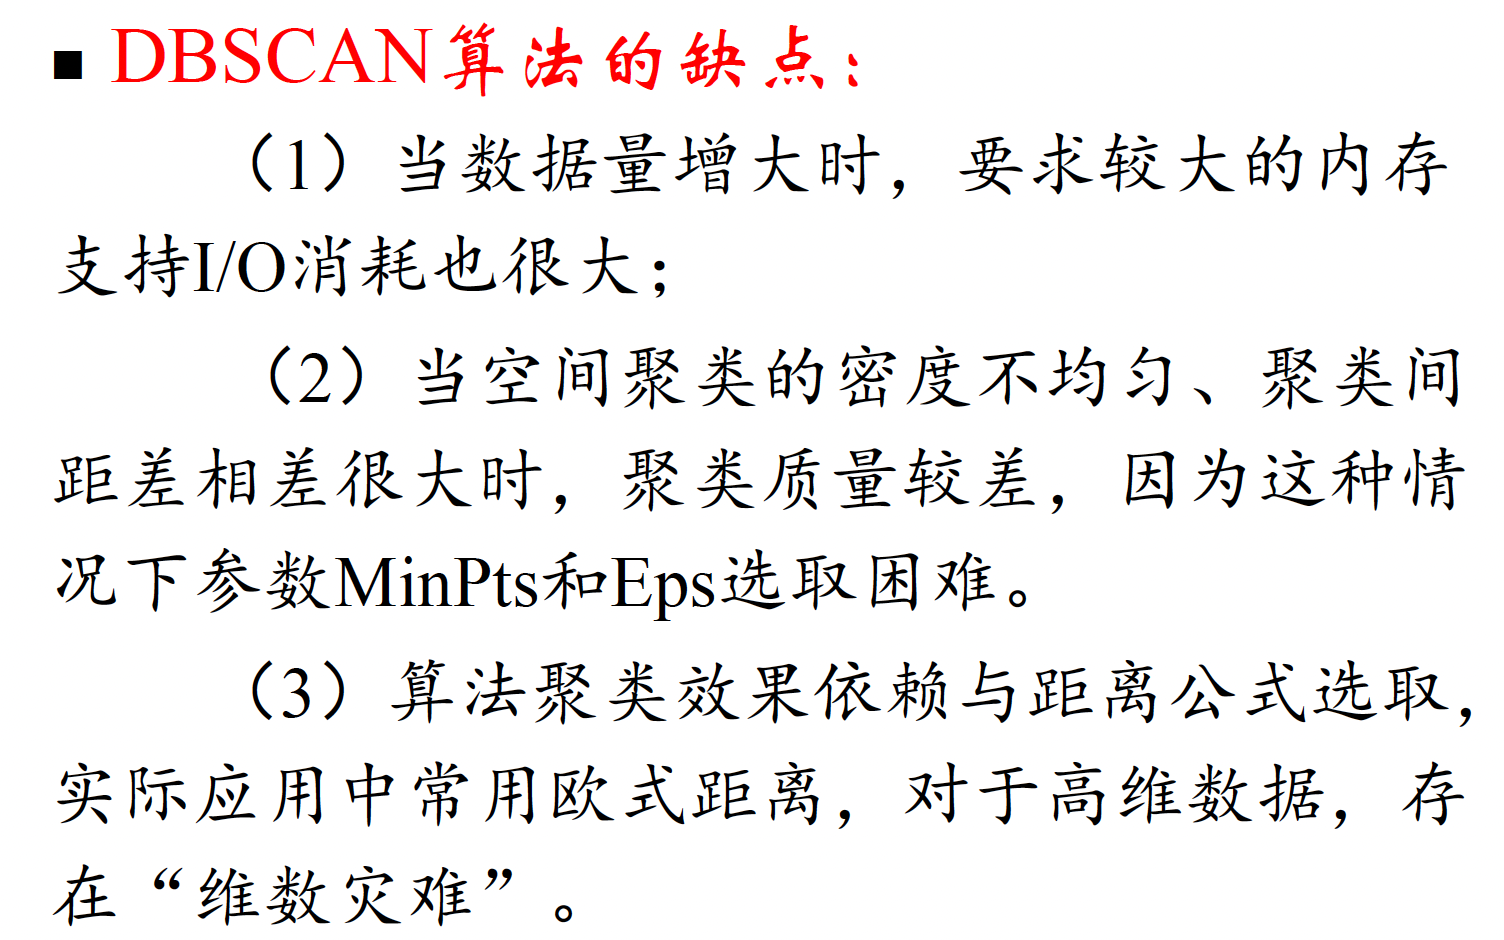 ■ DBSCAN算法的缺点：
（1）当数据量增大时，要求较大的内存
支持I/O消耗也很大；
（2）当空间聚类的密度不均匀、聚类间
距差相差很大时，聚类质量较差，因为这种情
况下参数MinPts和Eps选取困难。
（3）算法聚类效果依赖与距离公式选取，
实际应用中常用欧式距离，对于高维数据，存
在“维数灾难”。